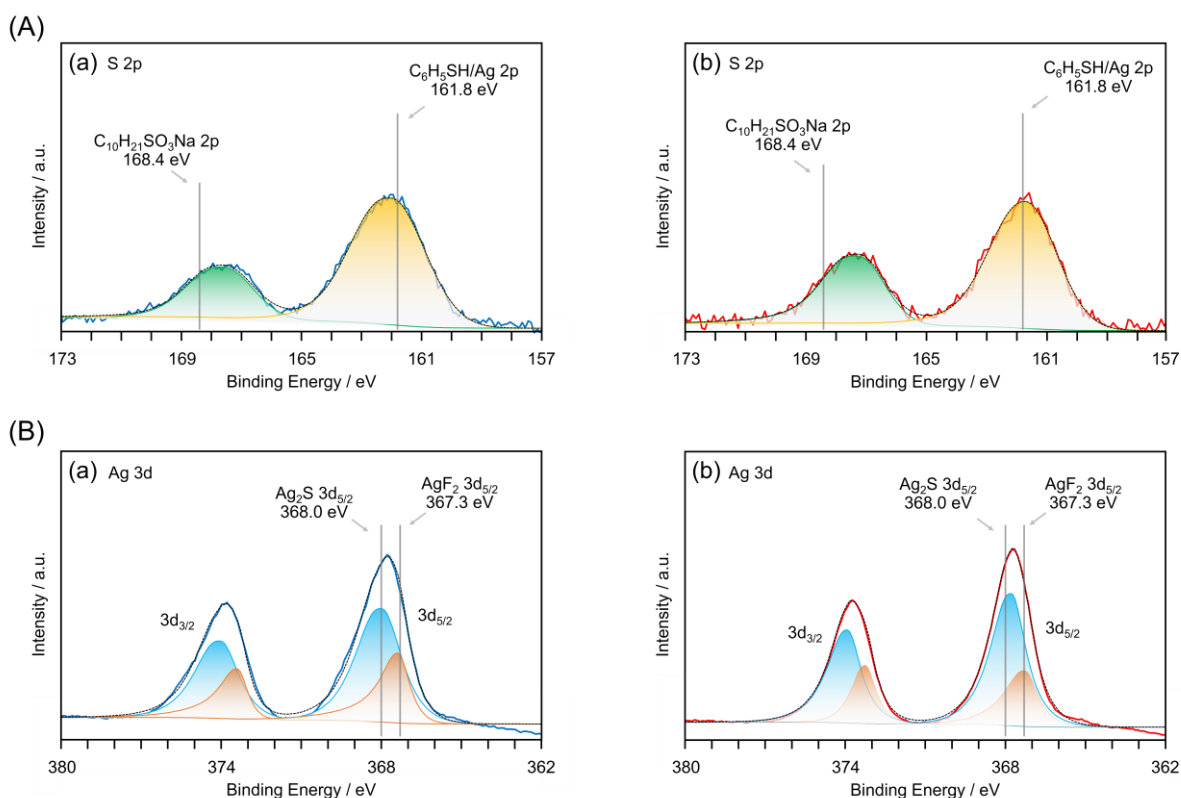 (A)
(a) S 2p
C₆H₅SH/Ag 2p
161.8 eV
C₁₀H₂₁SO₃Na 2p
168.4 eV
Intensity / a.u.
173 169 165 161 157
Binding Energy / eV
(b) S 2p
C₆H₅SH/Ag 2p
161.8 eV
C₁₀H₂₁SO₃Na 2p
168.4 eV
Intensity / a.u.
173 169 165 161 157
Binding Energy / eV
(B)
(a) Ag 3d
Ag₂S 3d₅/₂
368.0 eV
AgF₂ 3d₅/₂
367.3 eV
3d₃/₂
3d₅/₂
Intensity / a.u.
380 374 368 362
Binding Energy / eV
(b) Ag 3d
Ag₂S 3d₅/₂
368.0 eV
AgF₂ 3d₅/₂
367.3 eV
3d₃/₂
3d₅/₂
Intensity / a.u.
380 374 368 362
Binding Energy / eV